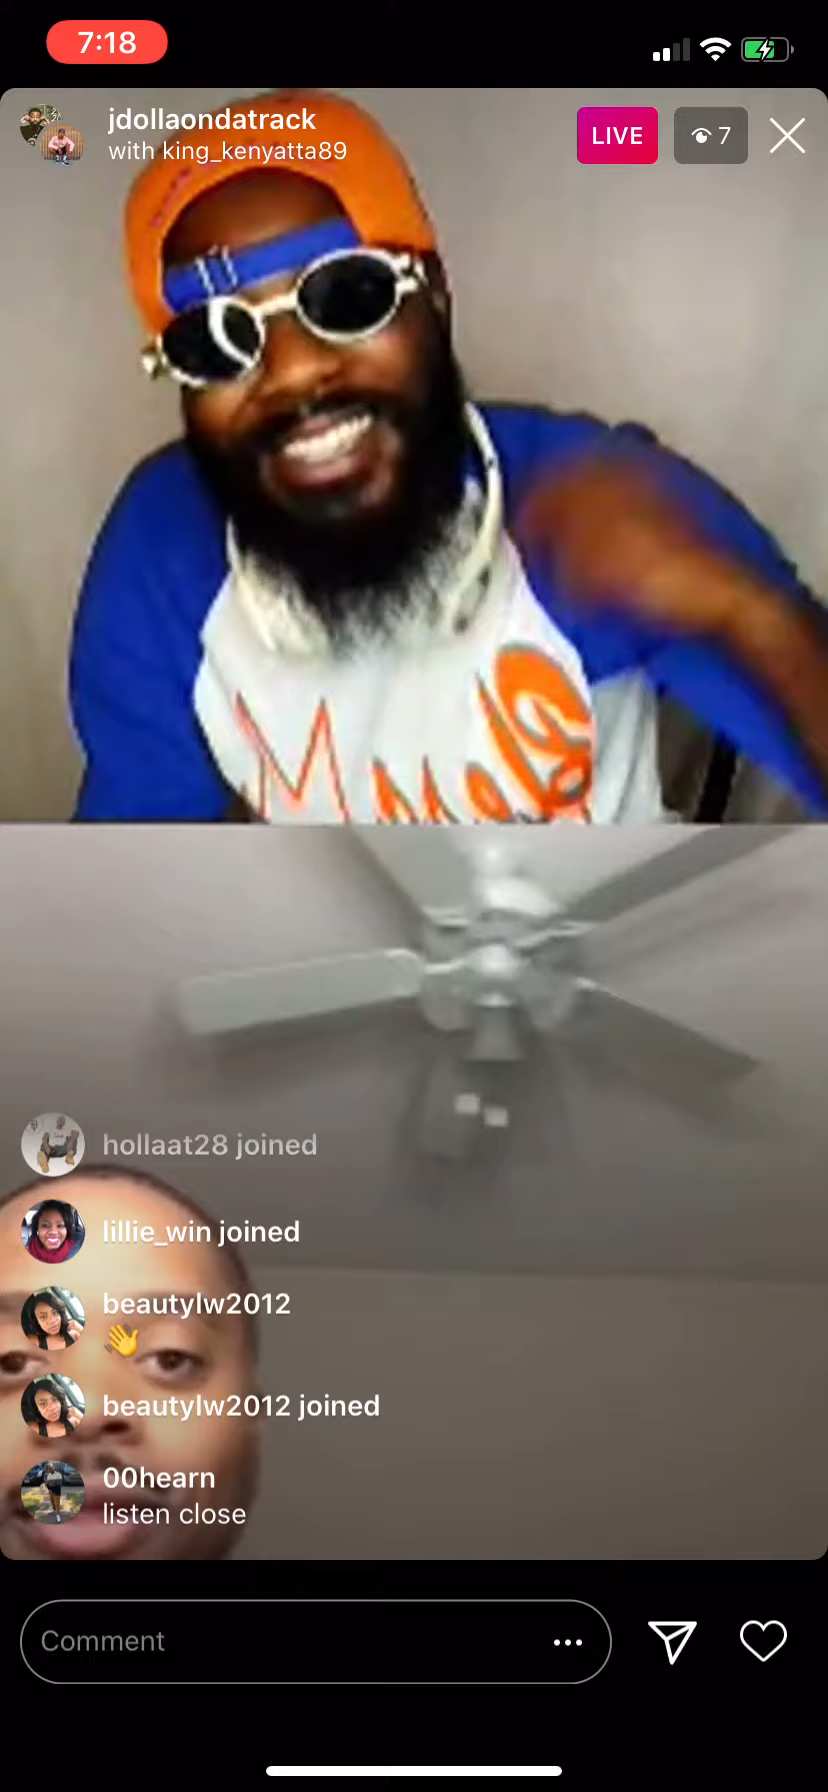 7:18
jdollaondatrack
with king_kenyatta89
LIVE
7
hollaat28 joined
lillie_win joined
beautylw2012
👋
beautylw2012 joined
00hearn
listen close
Comment